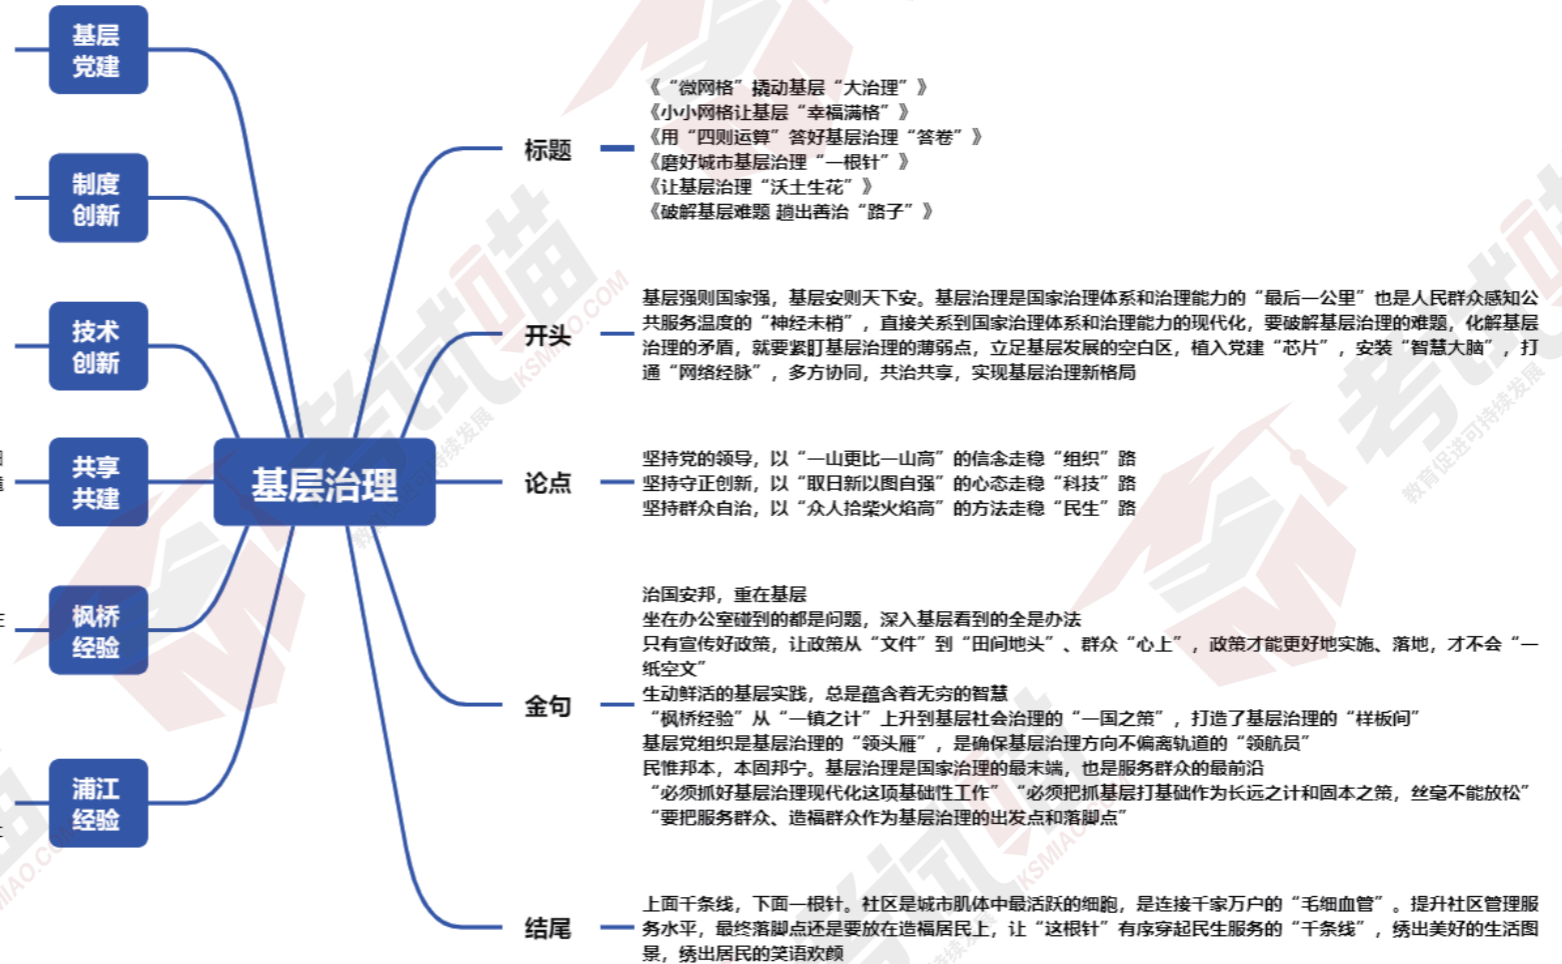 基层
党建
制度
创新
技术
创新
共享
共建
枫桥
经验
浦江
经验
基层治理
标题
《“微网格”撬动基层“大治理”》
《小小网格让基层“幸福满格”》
《用“四则运算”答好基层治理“答卷”》
《磨好城市基层治理“一根针”》
《让基层治理“沃土生花”》
《破解基层难题 趟出善治“路子”》
开头
基层强则国家强，基层安则天下安。基层治理是国家治理体系和治理能力的“最后一公里”也是人民群众感知公
共服务温度的“神经末梢”，直接关系到国家治理体系和治理能力的现代化，要破解基层治理的难题，化解基层
治理的矛盾，就要紧盯基层治理的薄弱点，立足基层发展的空白区，植入党建“芯片”，安装“智慧大脑”，打
通“网络经脉”，多方协同，共治共享，实现基层治理新格局
论点
坚持党的领导，以“一山更比一山高”的信念走稳“组织”路
坚持守正创新，以“取日新以图自强”的心态走稳“科技”路
坚持群众自治，以“众人拾柴火焰高”的方法走稳“民生”路
金句
治国安邦，重在基层
坐在办公室碰到的都是问题，深入基层看到的全是办法
只有宣传好政策，让政策从“文件”到“田间地头”、群众“心上”，政策才能更好地实施、落地，才不会“一
纸空文”
生动鲜活的基层实践，总是蕴含着无穷的智慧
“枫桥经验”从“一镇之计”上升到基层社会治理的“一国之策”，打造了基层治理的“样板间”
基层党组织是基层治理的“领头雁”，是确保基层治理方向不偏离轨道的“领航员”
民惟邦本，本固邦宁。基层治理是国家治理的最末端，也是服务群众的最前沿
“必须抓好基层治理现代化这项基础性工作”“必须把抓基层打基础作为长远之计和固本之策，丝毫不能放松”
“要把服务群众、造福群众作为基层治理的出发点和落脚点”
结尾
上面千条线，下面一根针。社区是城市肌体中最活跃的细胞，是连接千家万户的“毛细血管”。提升社区管理服
务水平，最终落脚点还是要放在造福居民上，让“这根针”有序穿起民生服务的“千条线”，绣出美好的生活图
景，绣出居民的笑语欢颜
考试喵
KSMIAO.COM
教育促进可持续发展